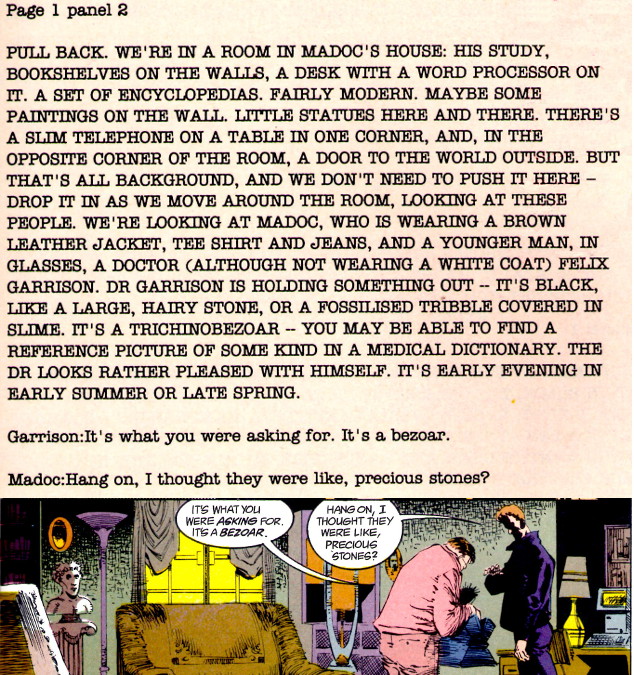 Page 1 panel 2
PULL BACK. WE'RE IN A ROOM IN MADOC'S HOUSE: HIS STUDY,
BOOKSHELVES ON THE WALLS, A DESK WITH A WORD PROCESSOR ON
IT. A SET OF ENCYCLOPEDIAS. FAIRLY MODERN. MAYBE SOME
PAINTINGS ON THE WALL. LITTLE STATUES HERE AND THERE. THERE'S
A SLIM TELEPHONE ON A TABLE IN ONE CORNER, AND, IN THE
OPPOSITE CORNER OF THE ROOM, A DOOR TO THE WORLD OUTSIDE. BUT
THAT'S ALL BACKGROUND, AND WE DON'T NEED TO PUSH IT HERE –
DROP IT IN AS WE MOVE AROUND THE ROOM, LOOKING AT THESE
PEOPLE. WE'RE LOOKING AT MADOC, WHO IS WEARING A BROWN
LEATHER JACKET, TEE SHIRT AND JEANS, AND A YOUNGER MAN, IN
GLASSES, A DOCTOR (ALTHOUGH NOT WEARING A WHITE COAT) FELIX
GARRISON. DR GARRISON IS HOLDING SOMETHING OUT -- IT'S BLACK,
LIKE A LARGE, HAIRY STONE, OR A FOSSILISED TRIBBLE COVERED IN
SLIME. IT'S A TRICHINOBEZOAR -- YOU MAY BE ABLE TO FIND A
REFERENCE PICTURE OF SOME KIND IN A MEDICAL DICTIONARY. THE
DR LOOKS RATHER PLEASED WITH HIMSELF. IT'S EARLY EVENING IN
EARLY SUMMER OR LATE SPRING.
Garrison:It's what you were asking for. It's a bezoar.
Madoc:Hang on, I thought they were like, precious stones?
IT'S WHAT YOU
WERE ASKING FOR.
IT'S A BEZOAR.
HANG ON, I
THOUGHT THEY
WERE LIKE,
PRECIOUS
STONES?